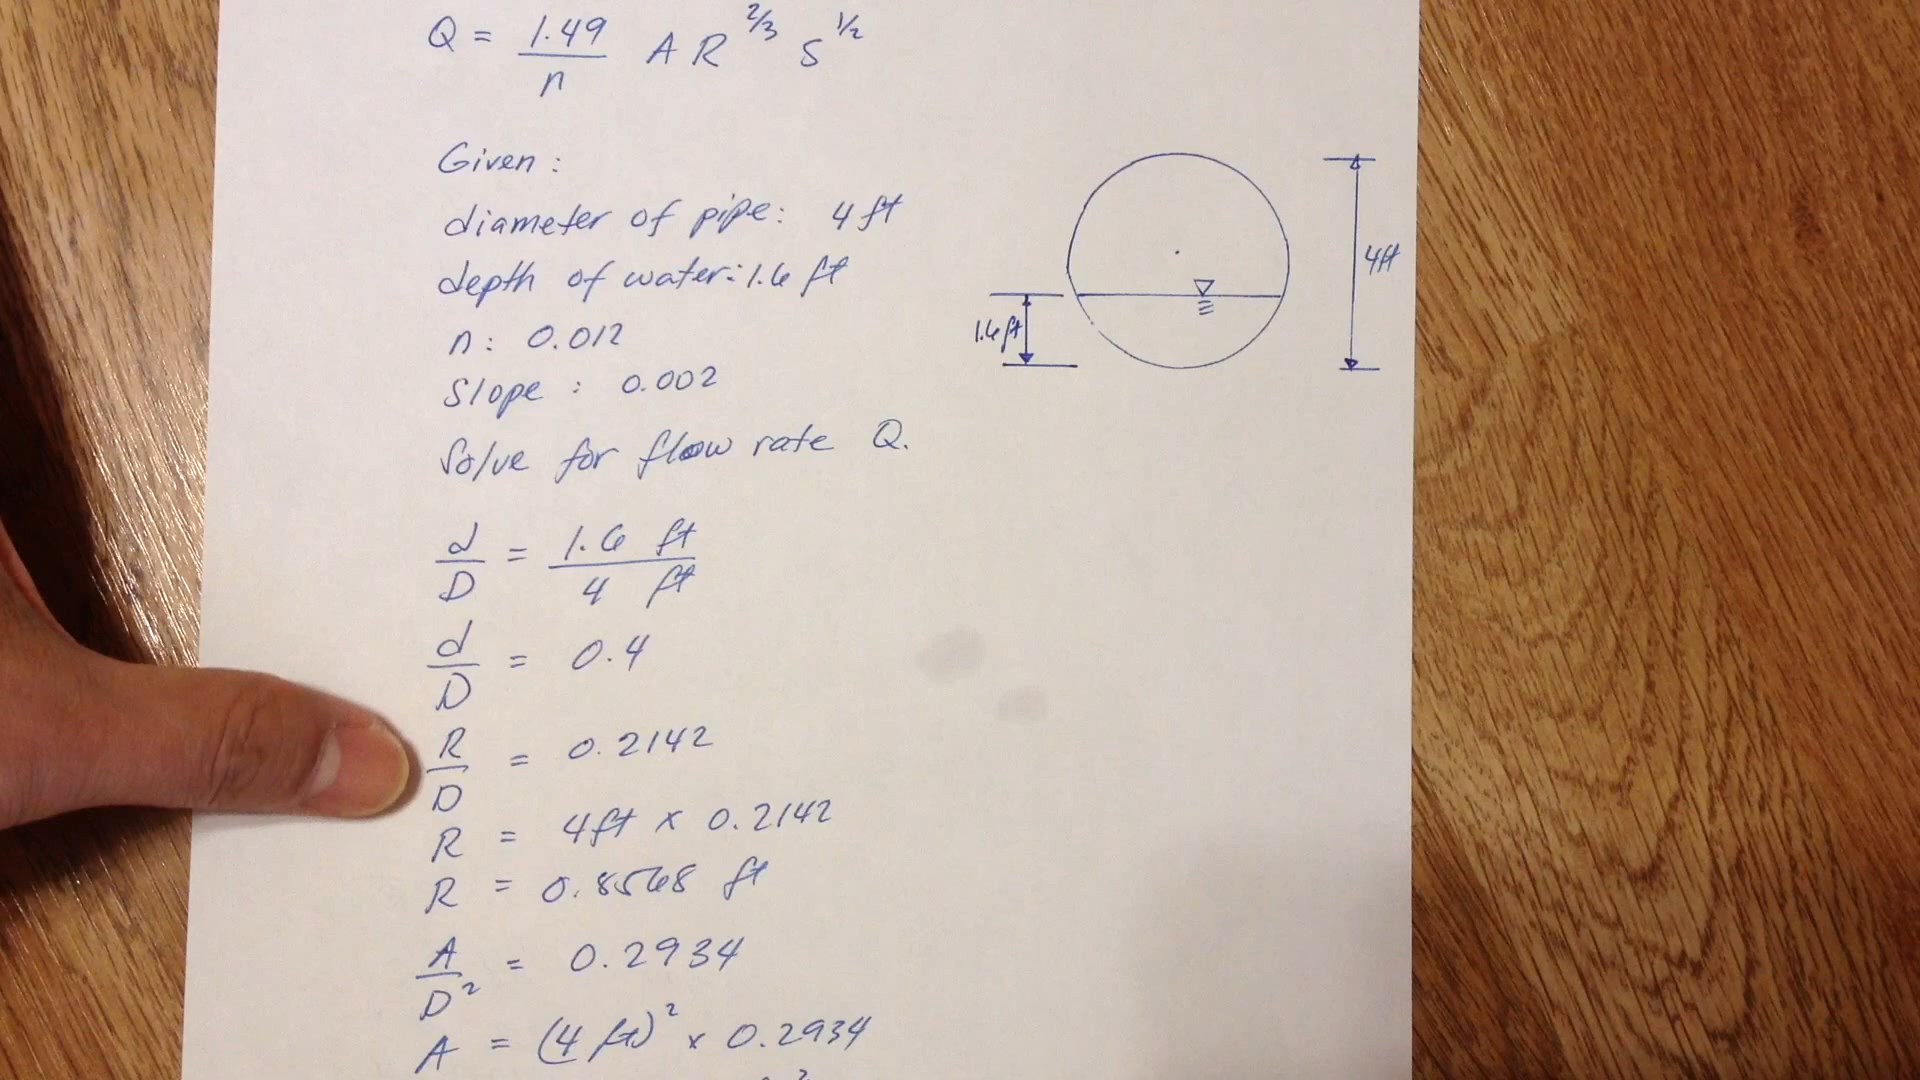 Q = 1.49/n A R^2/3 S^1/2
Given:
diameter of pipe: 4 ft
depth of water: 1.6 ft
n: 0.012
Slope: 0.002
Solve for flow rate Q.
4ft
1.6ft
d/D = 1.6 ft/4 ft
d/D = 0.4
R/D = 0.2142
R = 4ft x 0.2142
R = 0.8568 ft
A/D² = 0.2934
A = (4 ft)² x 0.2934